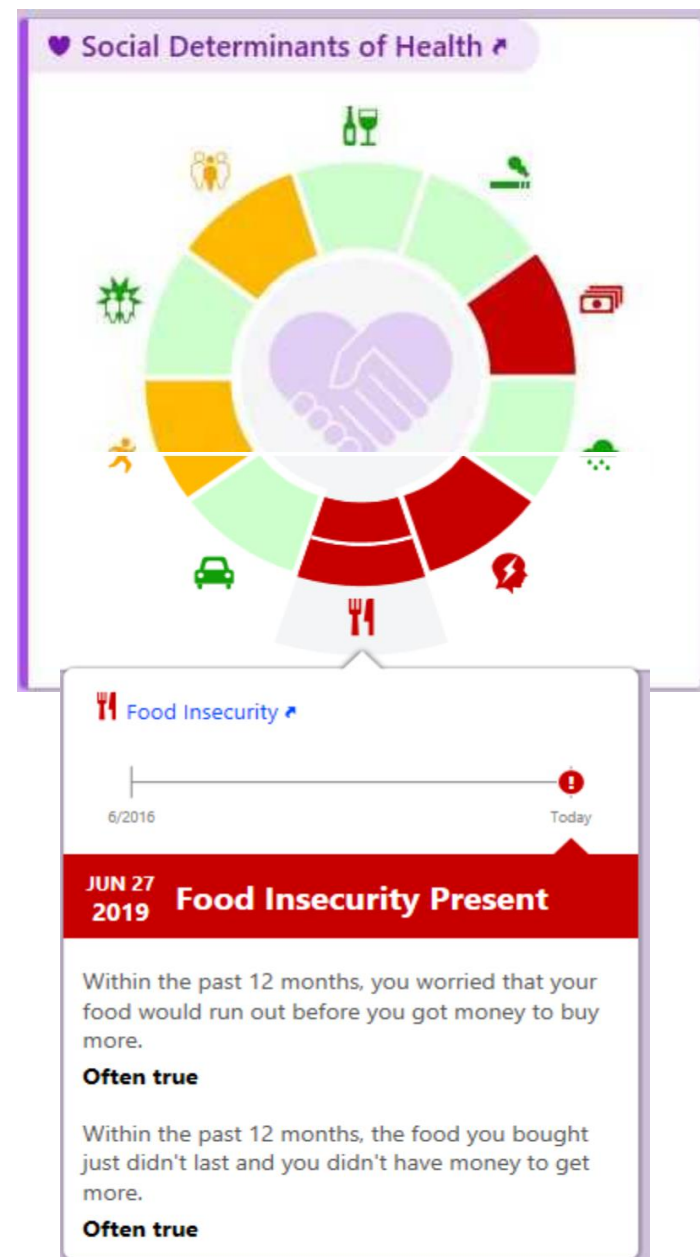 Social Determinants of Health
Food Insecurity
6/2016
Today
JUN 27
2019
Food Insecurity Present
Within the past 12 months, you worried that your
food would run out before you got money to buy
more.
Often true
Within the past 12 months, the food you bought
just didn't last and you didn't have money to get
more.
Often true